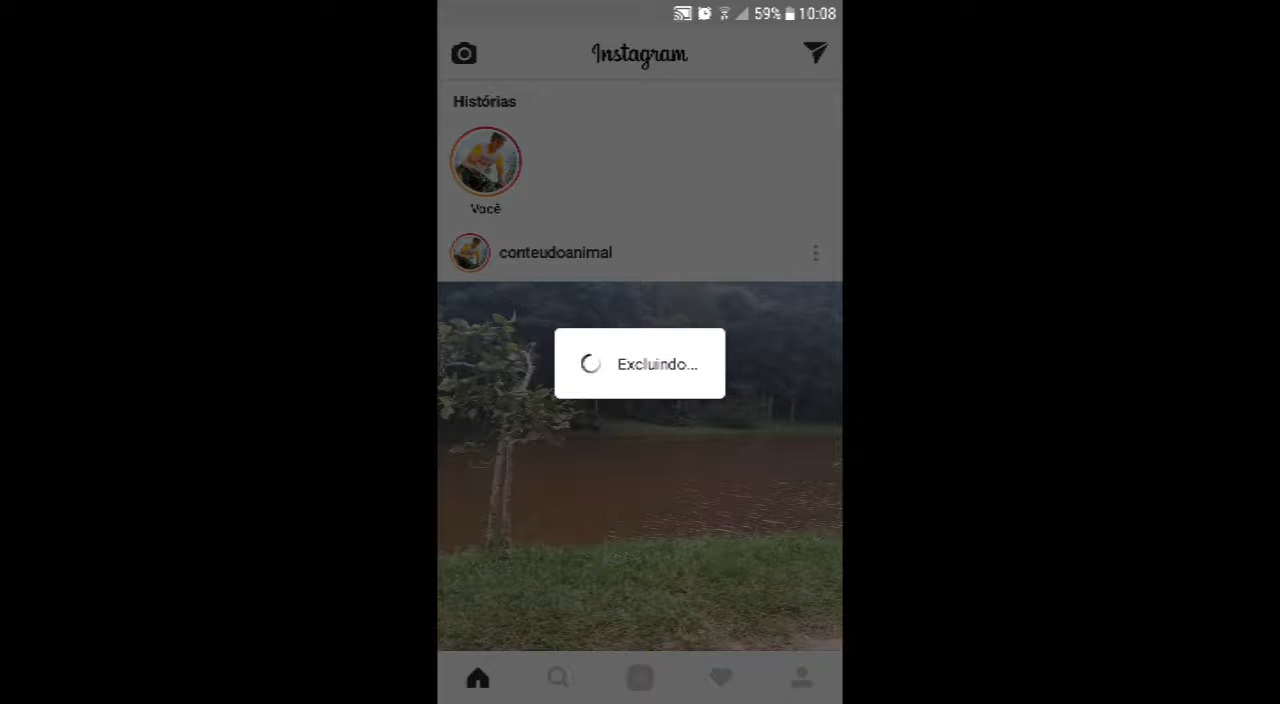 59% 10:08
Instagram
Histórias
Você
conteudoanimal
Excluindo...